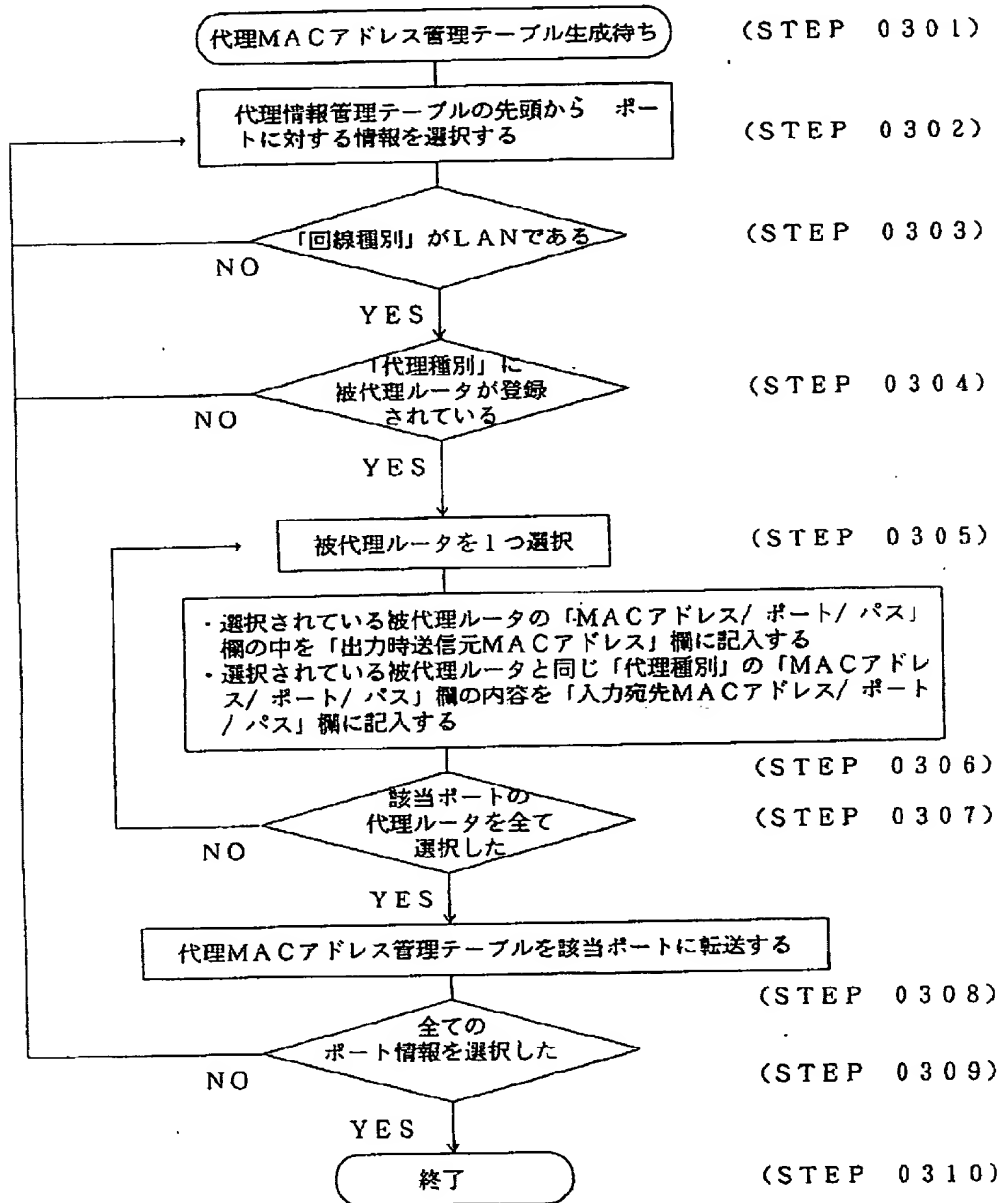 代理MACアドレス管理テーブル生成待ち
(STEP 0301)
代理情報管理テーブルの先頭から ポー
トに対する情報を選択する
(STEP 0302)
「回線種別」がLANである
(STEP 0303)
NO
YES
「代理種別」に
被代理ルータが登録
されている
(STEP 0304)
NO
YES
被代理ルータを1つ選択
(STEP 0305)
・選択されている被代理ルータの「MACアドレス/ ポート/ パス」
欄の中を「出力時送信元MACアドレス」欄に記入する
・選択されている被代理ルータと同じ「代理種別」の「MACアドレ
ス/ ポート/ パス」欄の内容を「入力宛先MACアドレス/ ポート
/ パス」欄に記入する
(STEP 0306)
該当ポートの
代理ルータを全て
選択した
(STEP 0307)
NO
YES
代理MACアドレス管理テーブルを該当ポートに転送する
(STEP 0308)
全ての
ポート情報を選択した
NO
(STEP 0309)
YES
終了
(STEP 0310)